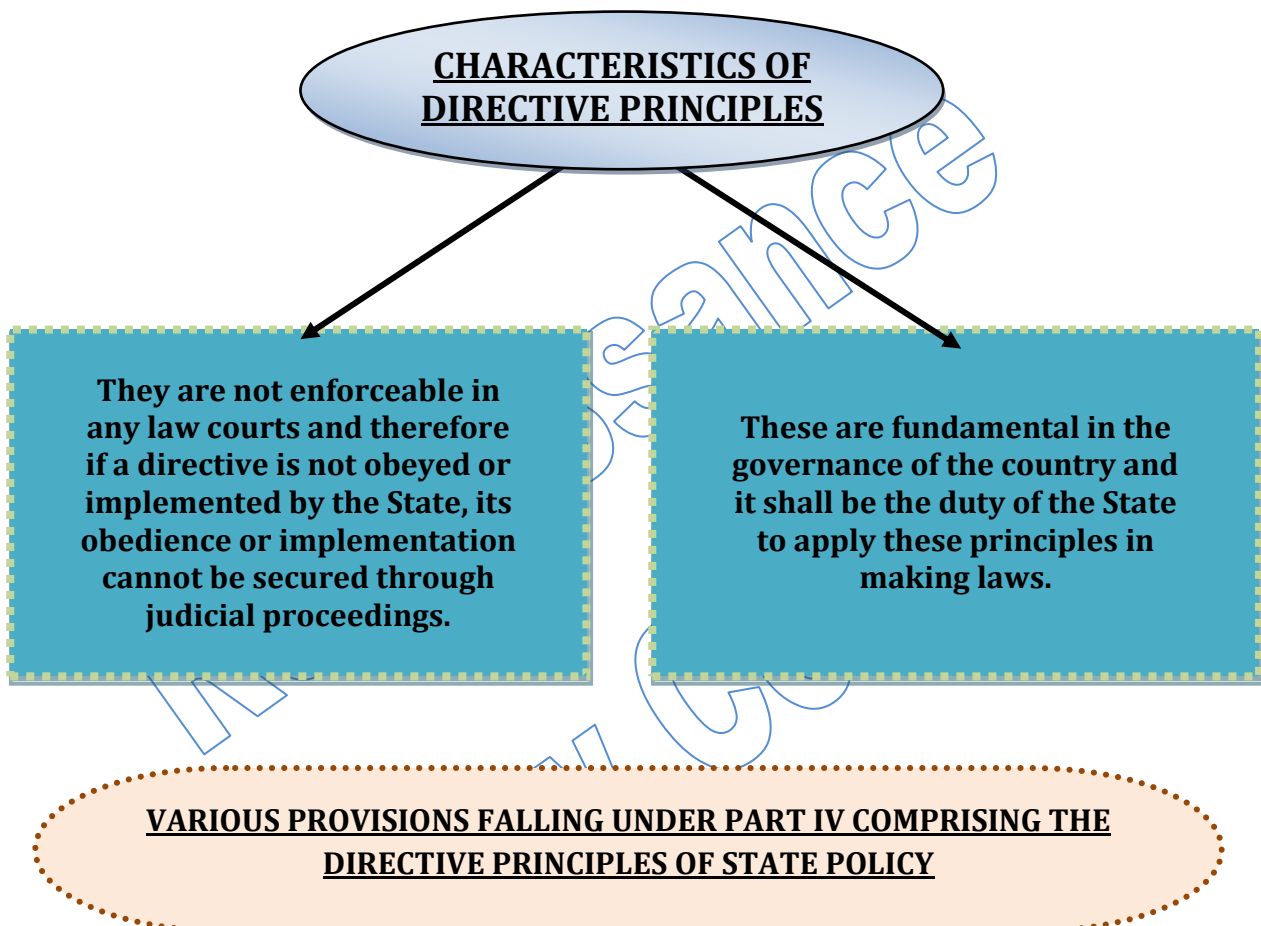 CHARACTERISTICS OF
DIRECTIVE PRINCIPLES
They are not enforceable in
any law courts and therefore
if a directive is not obeyed or
implemented by the State, its
obedience or implementation
cannot be secured through
judicial proceedings.
These are fundamental in the
governance of the country and
it shall be the duty of the State
to apply these principles in
making laws.
VARIOUS PROVISIONS FALLING UNDER PART IV COMPRISING THE
DIRECTIVE PRINCIPLES OF STATE POLICY